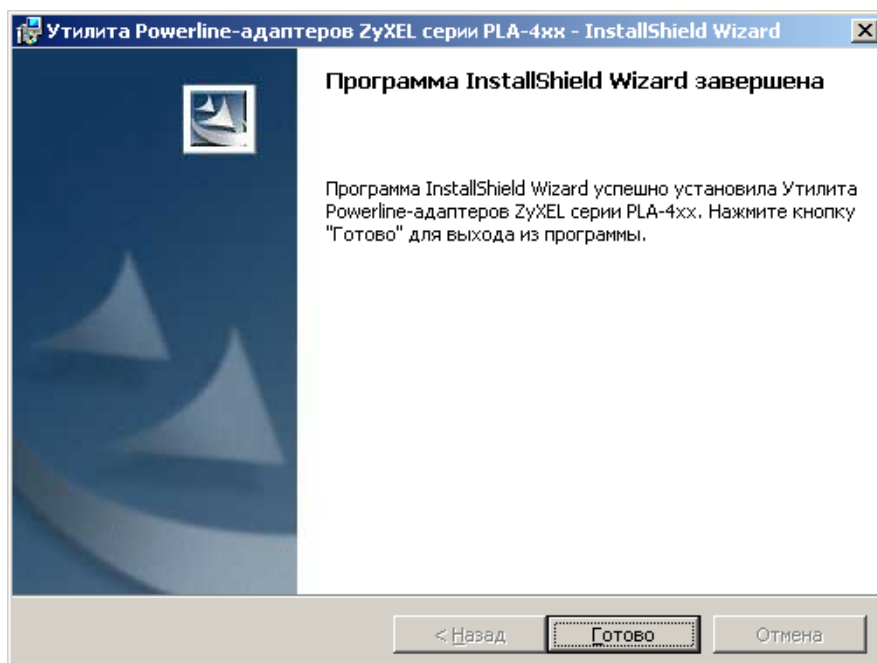 Утилита Powerline-адаптеров ZyXEL серии PLA-4xx - InstallShield Wizard
Программа InstallShield Wizard завершена
Программа InstallShield Wizard успешно установила Утилита
Powerline-адаптеров ZyXEL серии PLA-4xx. Нажмите кнопку
"Готово" для выхода из программы.
< Назад
Готово
Отмена